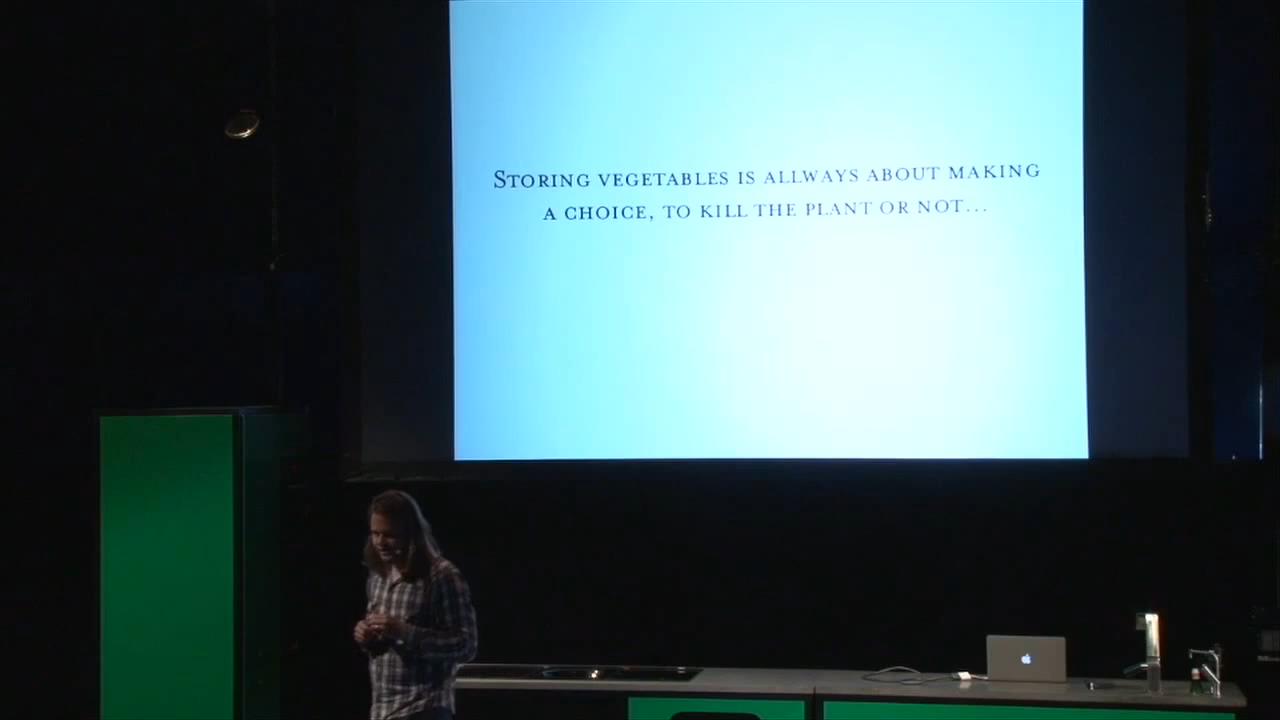 Storing vegetables is allways about making
a choice, to kill the plant or not...